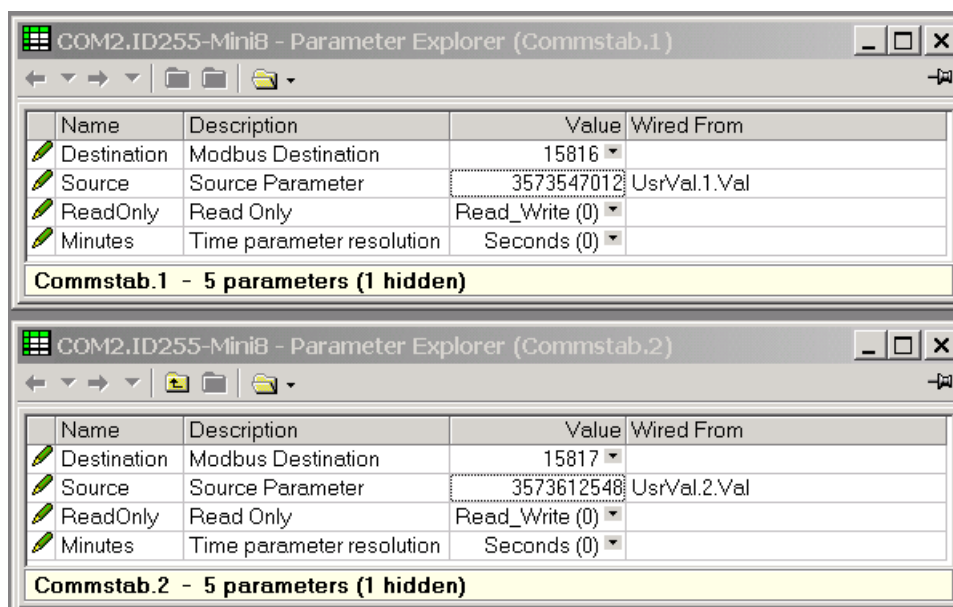 COM2.ID255-Mini8 - Parameter Explorer (Commstab.1)
Name Description Value Wired From
Destination Modbus Destination 15816
Source Source Parameter 3573547012 UsrVal.1.Val
ReadOnly Read Only Read_Write (0)
Minutes Time parameter resolution Seconds (0)
Commstab.1 - 5 parameters (1 hidden)
COM2.ID255-Mini8 - Parameter Explorer (Commstab.2)
Name Description Value Wired From
Destination Modbus Destination 15817
Source Source Parameter 3573612548 UsrVal.2.Val
ReadOnly Read Only Read_Write (0)
Minutes Time parameter resolution Seconds (0)
Commstab.2 - 5 parameters (1 hidden)